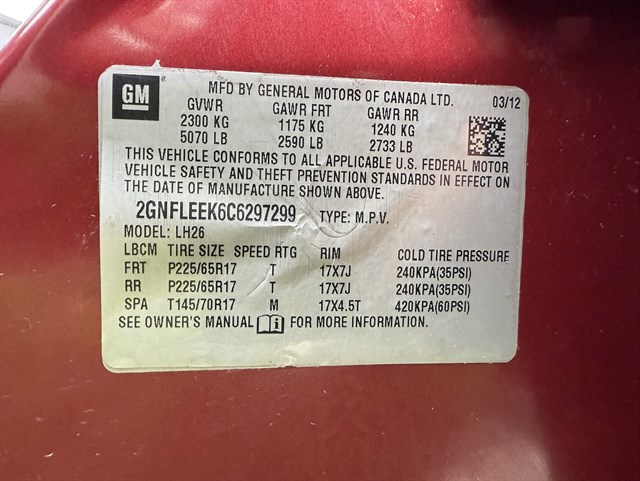 GM
MFD BY GENERAL MOTORS OF CANADA LTD. 03/12
GVWR GAWR FRT GAWR RR
2300 KG 1175 KG 1240 KG
5070 LB 2590 LB 2733 LB
THIS VEHICLE CONFORMS TO ALL APPLICABLE U.S. FEDERAL MOTOR
VEHICLE SAFETY AND THEFT PREVENTION STANDARDS IN EFFECT ON
THE DATE OF MANUFACTURE SHOWN ABOVE.
2GNFLEEK6C6297299 TYPE: M.P.V.
MODEL: LH26
LBCM TIRE SIZE SPEED RTG RIM COLD TIRE PRESSURE
FRT P225/65R17 T 17X7J 240KPA(35PSI)
RR P225/65R17 T 17X7J 240KPA(35PSI)
SPA T145/70R17 M 17X4.5T 420KPA(60PSI)
SEE OWNER'S MANUAL FOR MORE INFORMATION.